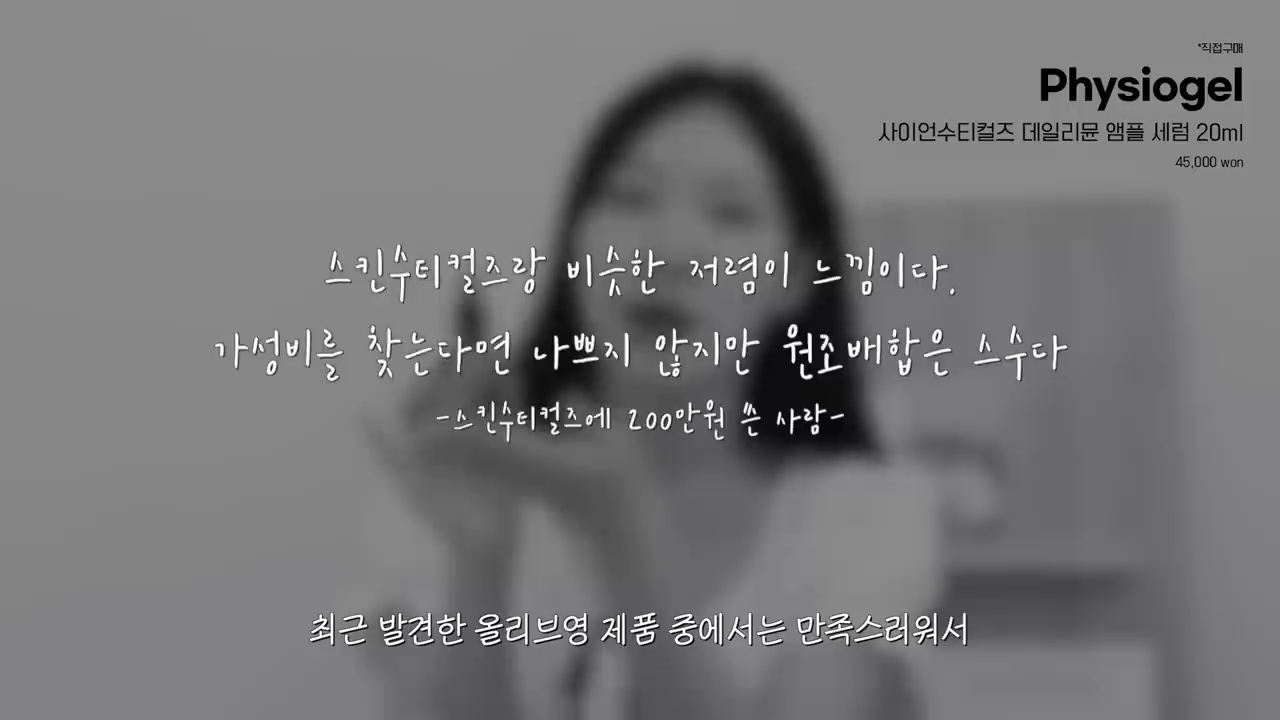 *직접구매
Physiogel
사이언수티컬즈 데일리뮨 앰플 세럼 20ml
45,000 won
스킨수티컬즈랑 비슷한 저렴이 느낌이다.
가성비를 찾는다면 나쁘지 않지만 원조배합은 스수다
-스킨수티컬즈에 200만원 쓴 사람-
최근 발견한 올리브영 제품 중에서는 만족스러워서